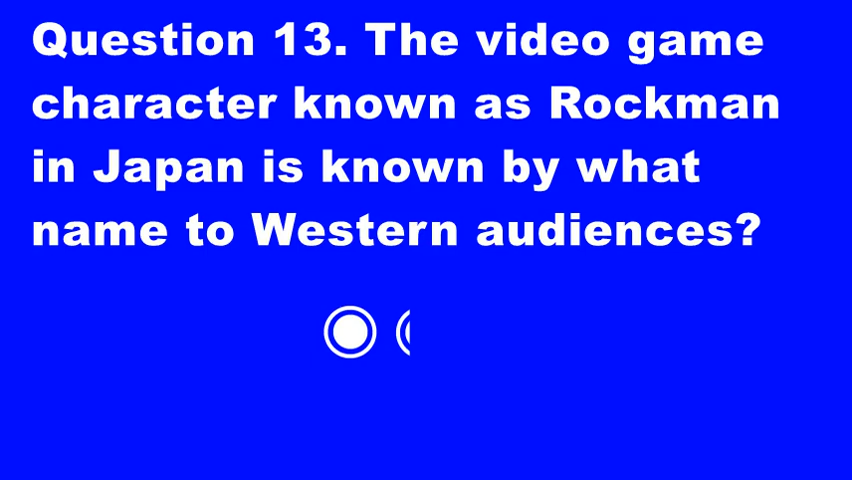 Question 13. The video game
character known as Rockman
in Japan is known by what
name to Western audiences?